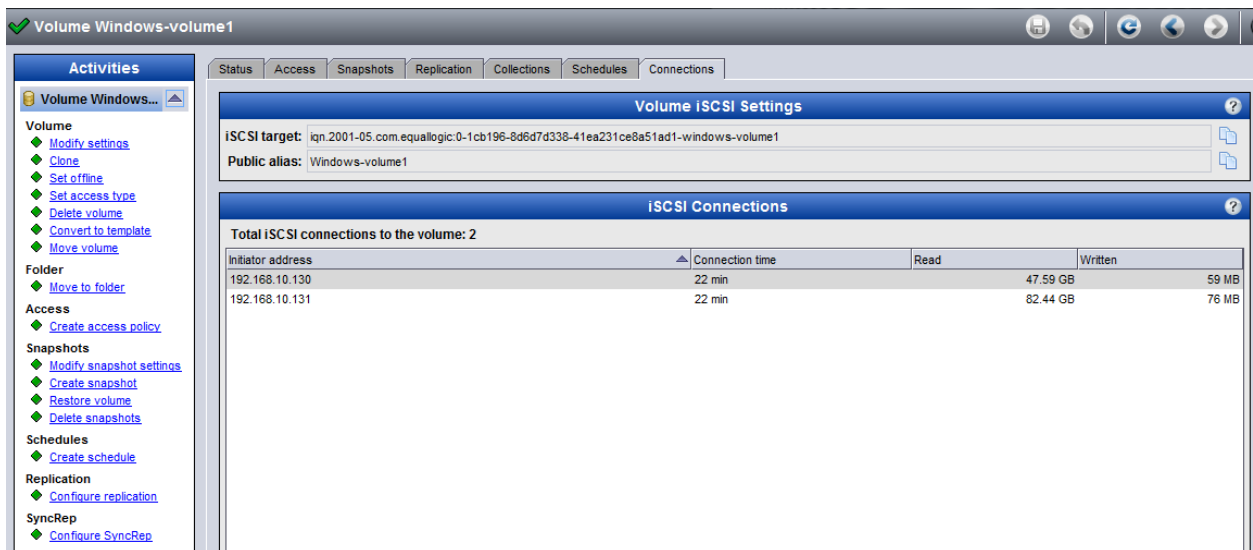 Volume Windows-volume1
Activities
Volume Windows...
Volume
Modify settings
Clone
Set offline
Set access type
Delete volume
Convert to template
Move volume
Folder
Move to folder
Access
Create access policy
Snapshots
Modify snapshot settings
Create snapshot
Restore volume
Delete snapshots
Schedules
Create schedule
Replication
Configure replication
SyncRep
Configure SyncRep
Status Access Snapshots Replication Collections Schedules Connections
Volume iSCSI Settings ?
iSCSI target: iqn.2001-05.com.equallogic:0-1cb196-8d6d7d338-41ea231ce8a51ad1-windows-volume1
Public alias: Windows-volume1
iSCSI Connections ?
Total iSCSI connections to the volume: 2
Initiator address Connection time Read Written
192.168.10.130 22 min 47.59 GB 59 MB
192.168.10.131 22 min 82.44 GB 76 MB